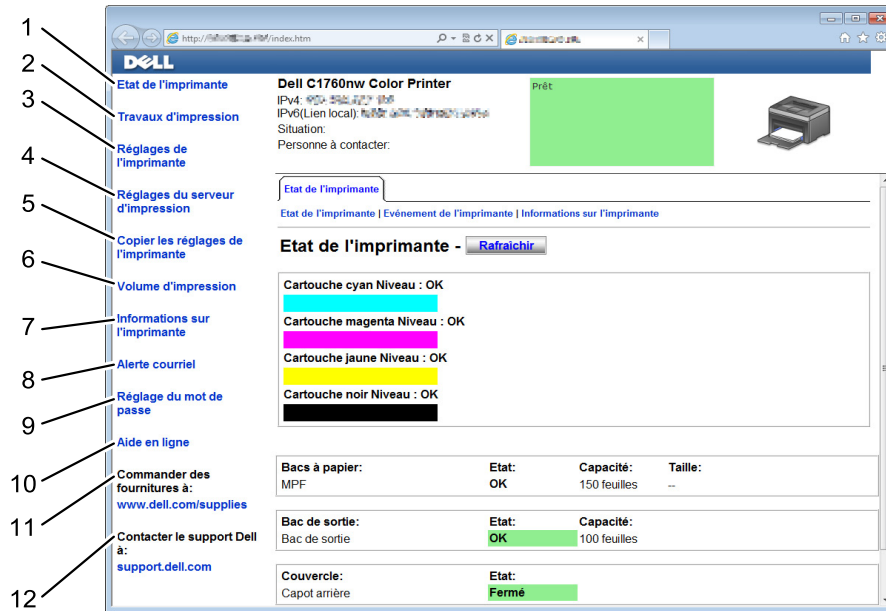 http://
/index.htm
DELL
1
Etat de l'imprimante
2
Travaux d'impression
3
Réglages de
l'imprimante
4
Réglages du serveur
d'impression
5
Copier les réglages de
l'imprimante
6
Volume d'impression
7
Informations sur
l'imprimante
8
Alerte courriel
9
Réglage du mot de
passe
10
Aide en ligne
11
Commander des
fournitures à:
www.dell.com/supplies
12
Contacter le support Dell
à:
support.dell.com
Dell C1760nw Color Printer
IPv4:
IPv6(Lien local):
Situation:
Personne à contacter:
Prêt
Etat de l'imprimante
Etat de l'imprimante | Evénement de l'imprimante | Informations sur l'imprimante
Etat de l'imprimante - Rafraîchir
Cartouche cyan Niveau : OK
Cartouche magenta Niveau : OK
Cartouche jaune Niveau : OK
Cartouche noir Niveau : OK
Bacs à papier: Etat: Capacité: Taille:
MPF OK 150 feuilles --
Bac de sortie: Etat: Capacité:
Bac de sortie OK 100 feuilles
Couvercle: Etat:
Capot arrière Fermé